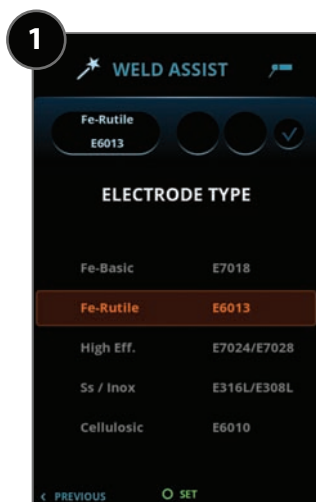 1
WELD ASSIST
Fe-Rutile
E6013
ELECTRODE TYPE
Fe-Basic E7018
Fe-Rutile E6013
High Eff. E7024/E7028
Ss / Inox E316L/E308L
Cellulosic E6010
< PREVIOUS SET